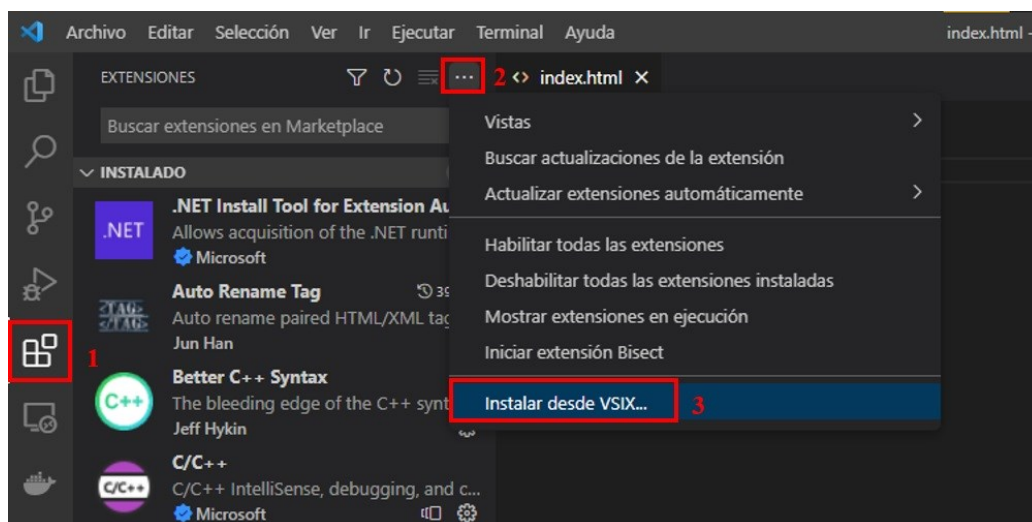 Archivo Editar Selección Ver Ir Ejecutar Terminal Ayuda index.html -
EXTENSIONES 2 index.html
Buscar extensiones en Marketplace
INSTALADO
.NET
.NET Install Tool for Extension Au
Allows acquisition of the .NET runti
Microsoft
Auto Rename Tag
<TAG>
</TAG>
Auto rename paired HTML/XML tag
Jun Han
1
Better C++ Syntax
C++
The bleeding edge of the C++ synt
Jeff Hykin
C/C++
C/C++
C/C++ IntelliSense, debugging, and c...
Microsoft
Vistas
Buscar actualizaciones de la extensión
Actualizar extensiones automáticamente
Habilitar todas las extensiones
Deshabilitar todas las extensiones instaladas
Mostrar extensiones en ejecución
Iniciar extensión Bisect
Instalar desde VSIX... 3